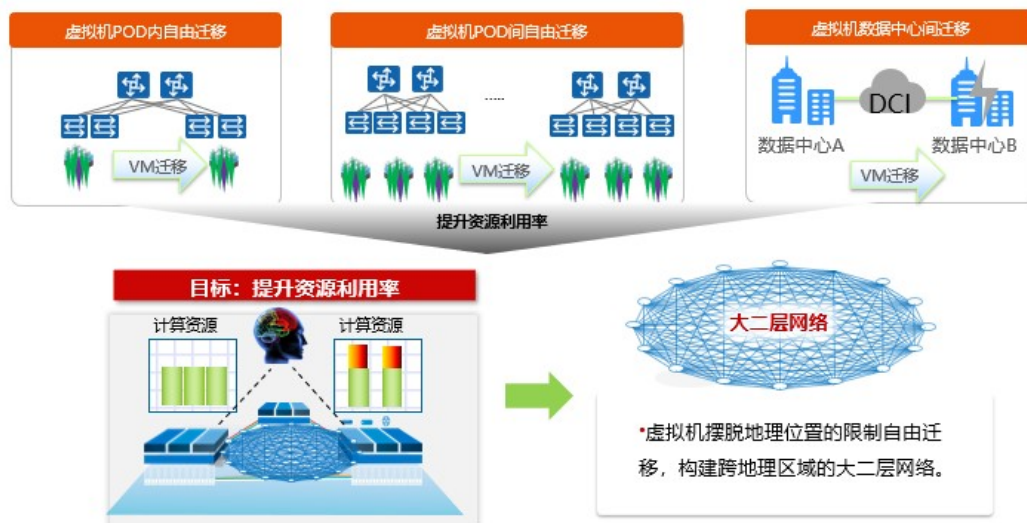 虚拟机POD内自由迁移
虚拟机POD间自由迁移
虚拟机数据中心间迁移
.....
DCI
数据中心A
数据中心B
VM迁移
VM迁移
VM迁移
提升资源利用率
目标：提升资源利用率
计算资源
计算资源
大二层网络
•虚拟机摆脱地理位置的限制自由迁
移，构建跨地理区域的大二层网络。